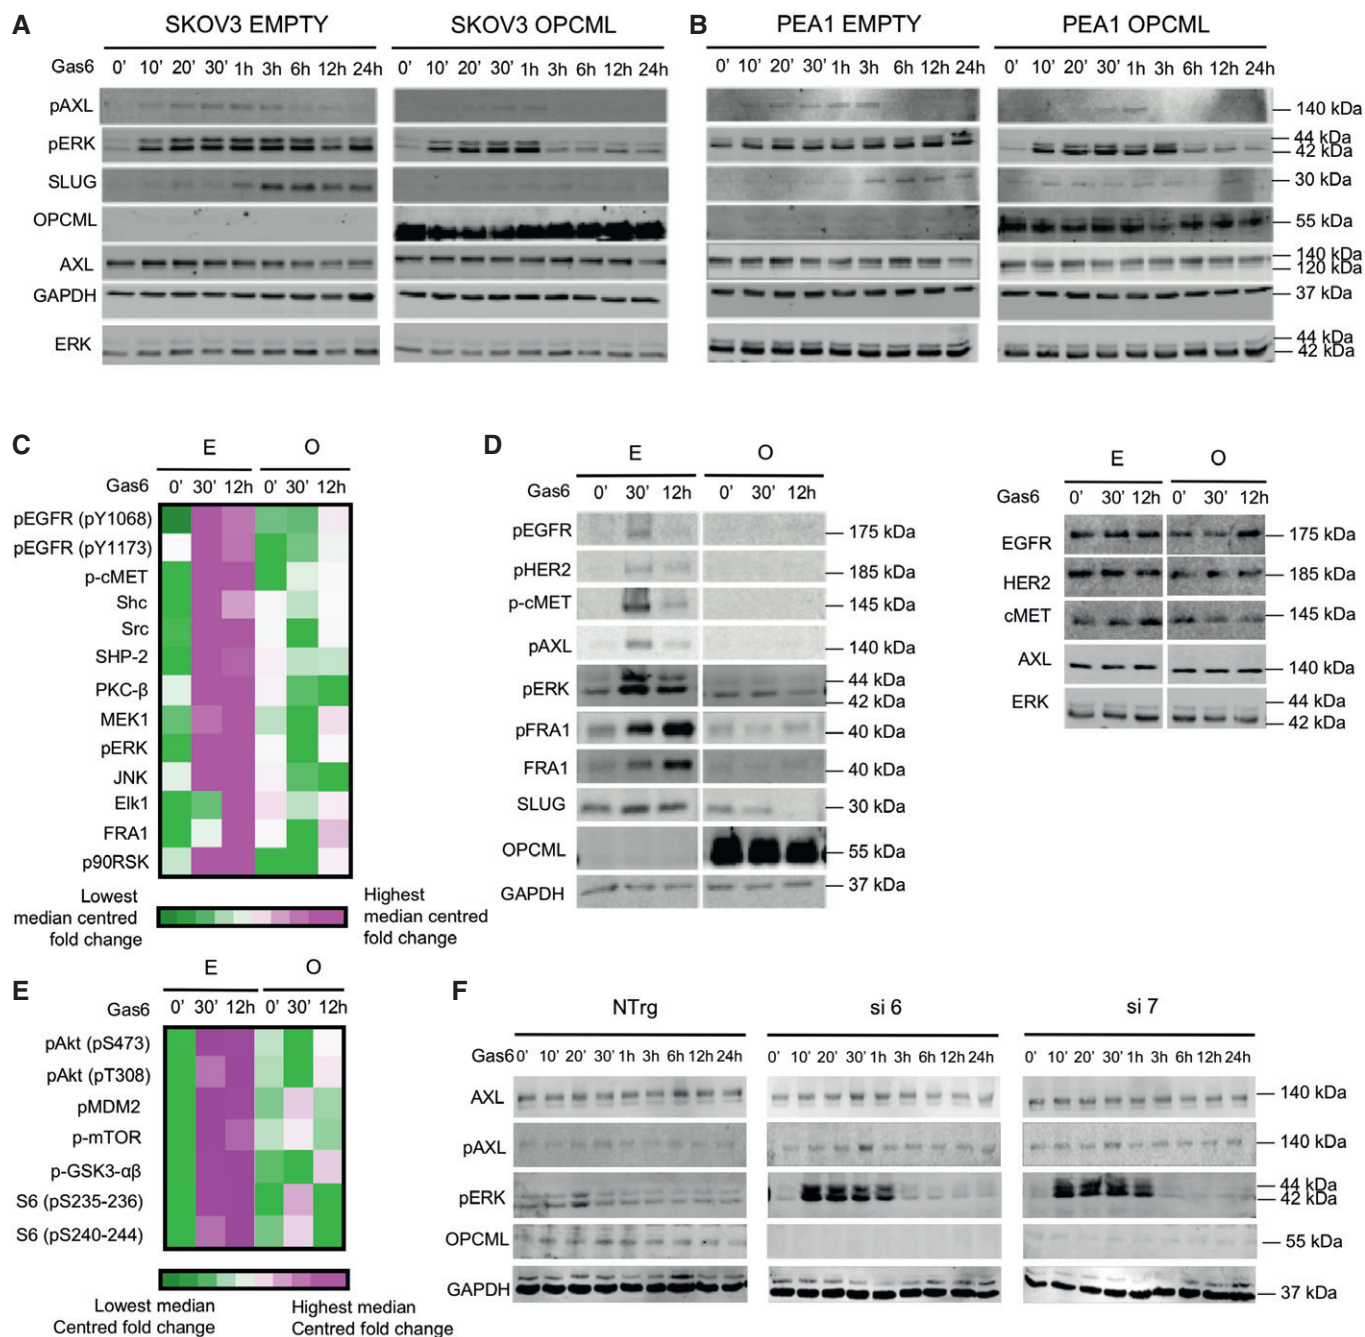 A
SKOV3 EMPTY
SKOV3 OPCML
Gas6 0' 10' 20' 30' 1h 3h 6h 12h 24h 0' 10' 20' 30' 1h 3h 6h 12h 24h
pAXL
pERK
SLUG
OPCML
AXL
GAPDH
ERK
B
PEA1 EMPTY
PEA1 OPCML
0' 10' 20' 30' 1h 3h 6h 12h 24h 0' 10' 20' 30' 1h 3h 6h 12h 24h
140 kDa
44 kDa
42 kDa
30 kDa
55 kDa
140 kDa
120 kDa
37 kDa
44 kDa
42 kDa
C
E O
Gas6 0' 30' 12h 0' 30' 12h
pEGFR (pY1068)
pEGFR (pY1173)
p-cMET
Shc
Src
SHP-2
PKC-β
MEK1
pERK
JNK
Elk1
FRA1
p90RSK
Lowest
median centred
fold change
Highest
median centred
fold change
D
E O
Gas6 0' 30' 12h 0' 30' 12h
pEGFR 175 kDa
pHER2 185 kDa
p-cMET 145 kDa
pAXL 140 kDa
pERK 44 kDa
42 kDa
pFRA1 40 kDa
FRA1 40 kDa
SLUG 30 kDa
OPCML 55 kDa
GAPDH 37 kDa
E O
Gas6 0' 30' 12h 0' 30' 12h
EGFR 175 kDa
HER2 185 kDa
cMET 145 kDa
AXL 140 kDa
ERK 44 kDa
42 kDa
E
E O
Gas6 0' 30' 12h 0' 30' 12h
pAkt (pS473)
pAkt (pT308)
pMDM2
p-mTOR
p-GSK3-αβ
S6 (pS235-236)
S6 (pS240-244)
Lowest median
Centred fold change
Highest median
Centred fold change
F
NTrg si 6 si 7
Gas6 0' 10' 20' 30' 1h 3h 6h 12h 24h 0' 10' 20' 30' 1h 3h 6h 12h 24h 0' 10' 20' 30' 1h 3h 6h 12h 24h
AXL 140 kDa
pAXL 140 kDa
pERK 44 kDa
42 kDa
OPCML 55 kDa
GAPDH 37 kDa